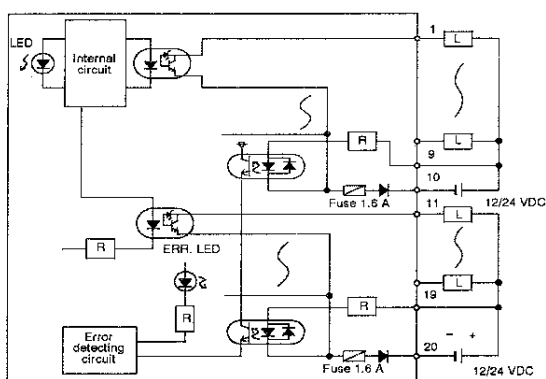 LED
Internal
circuit
1
L
R
9
L
10
Fuse 1.6 A
12/24 VDC
11
L
R
ERR. LED
19
L
R
R
Error
detecting
circuit
20
- +
Fuse 1.6 A
12/24 VDC